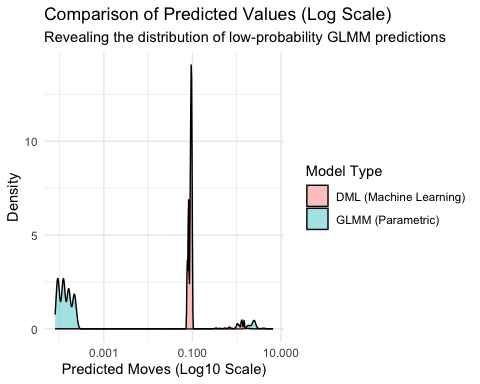 Comparison of Predicted Values (Log Scale)
Revealing the distribution of low-probability GLMM predictions
10
5
0
Density
0.001 0.100 10.000
Predicted Moves (Log10 Scale)
Model Type
DML (Machine Learning)
GLMM (Parametric)